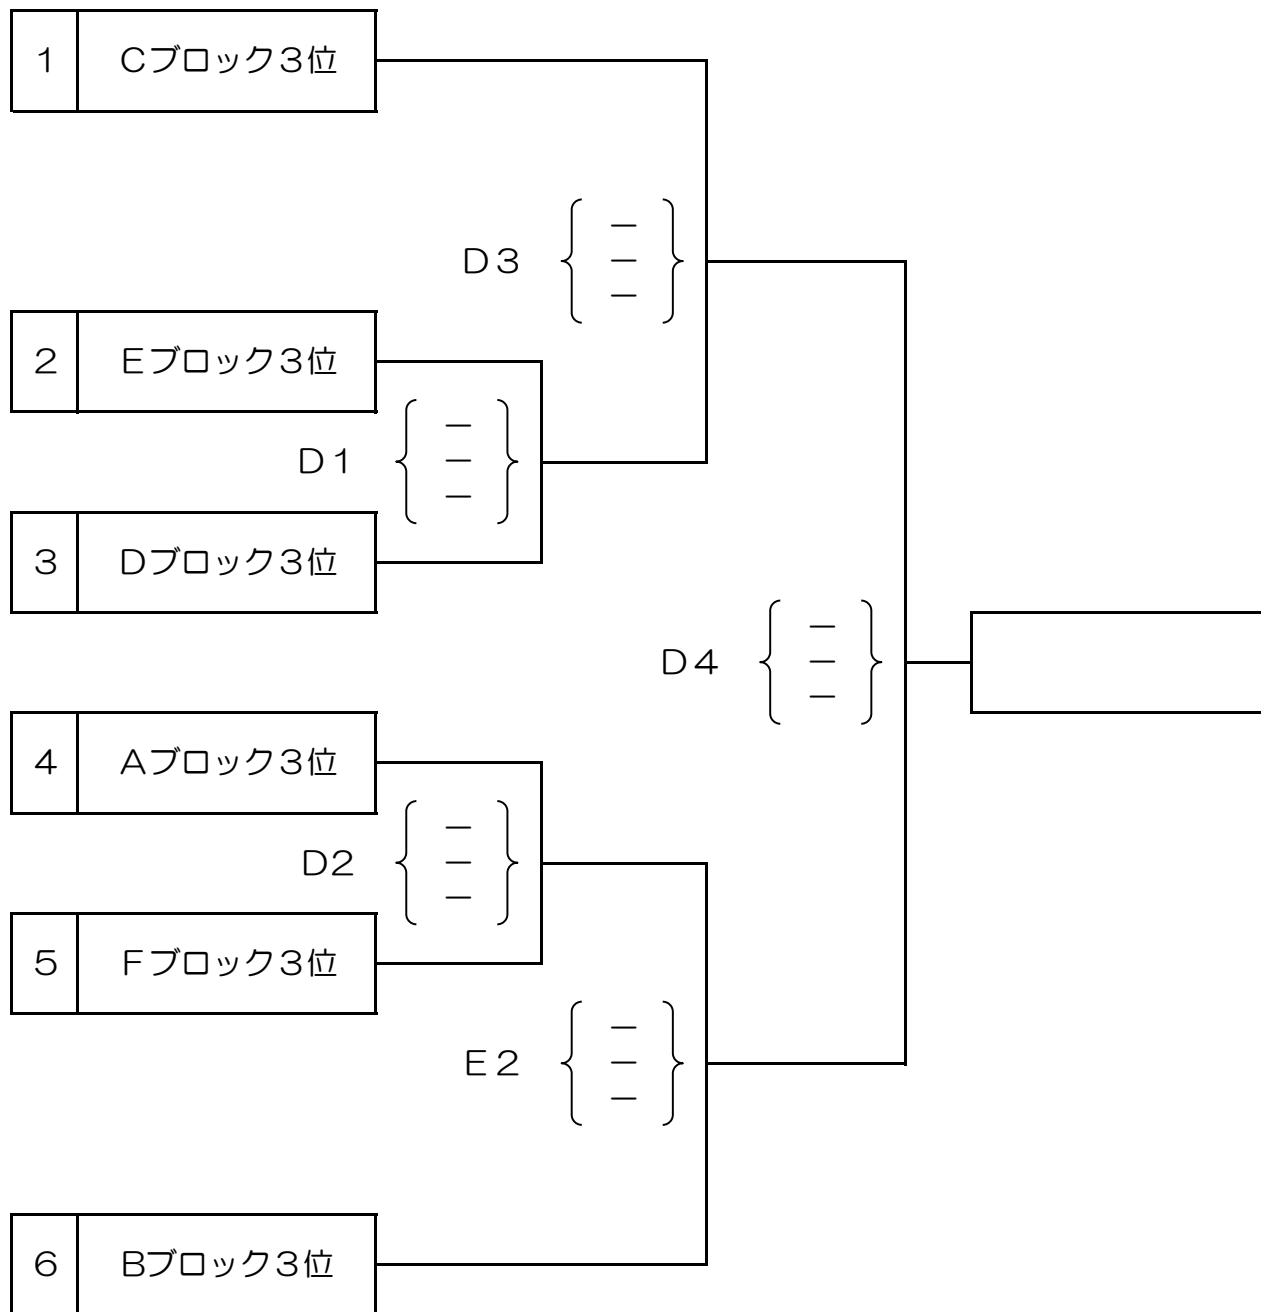 １ Ｃブロック３位
Ｄ３ － － －
２ Ｅブロック３位
Ｄ１ － － －
３ Ｄブロック３位
Ｄ４ － － －
４ Ａブロック３位
Ｄ２ － － －
５ Ｆブロック３位
Ｅ２ － － －
６ Ｂブロック３位